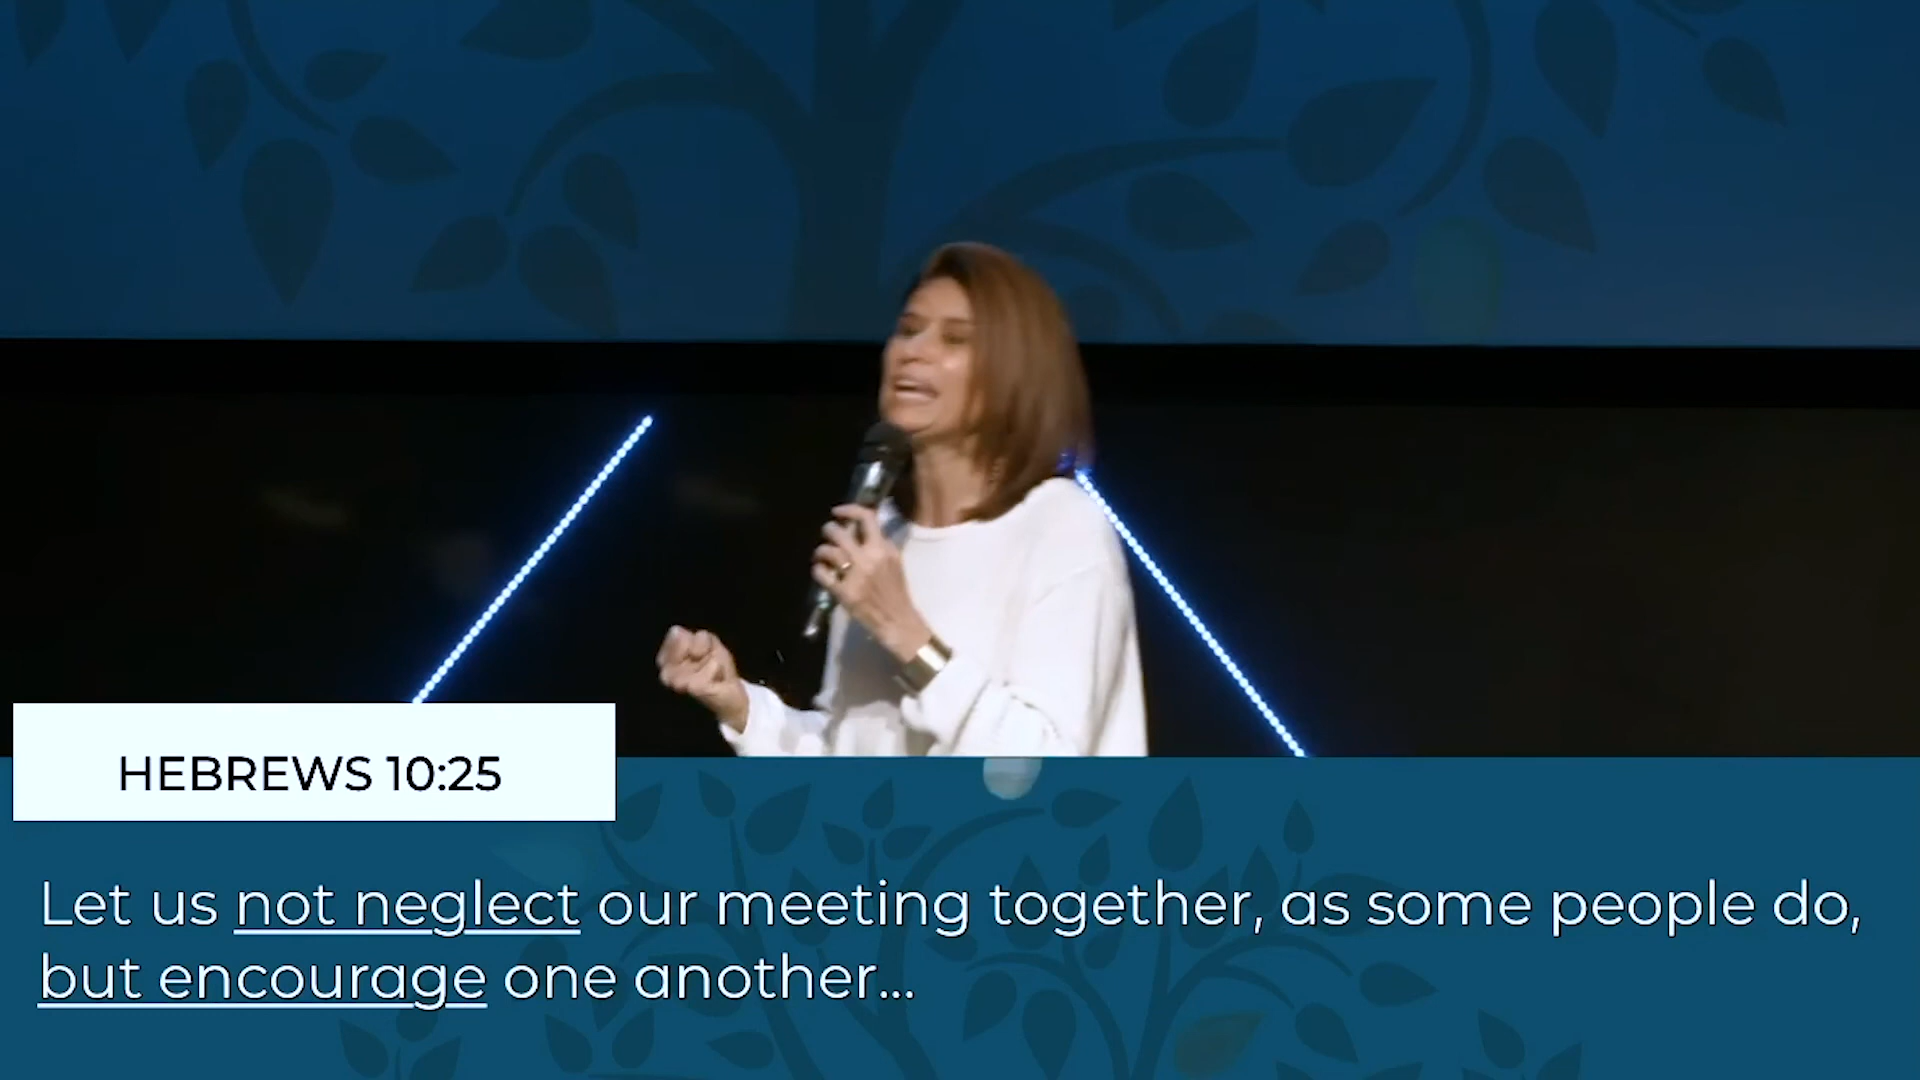 HEBREWS 10:25
Let us not neglect our meeting together, as some people do,
but encourage one another...